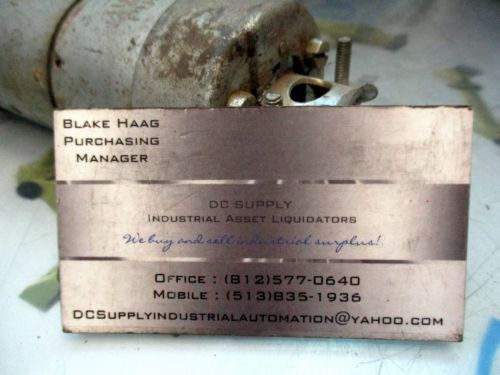 Blake Haag
Purchasing
Manager
DC Supply
Industrial Asset Liquidators
We buy and sell industrial surplus!
Office : (812)577-0640
Mobile : (513)835-1936
DCSupplyindustrialautomation@yahoo.com